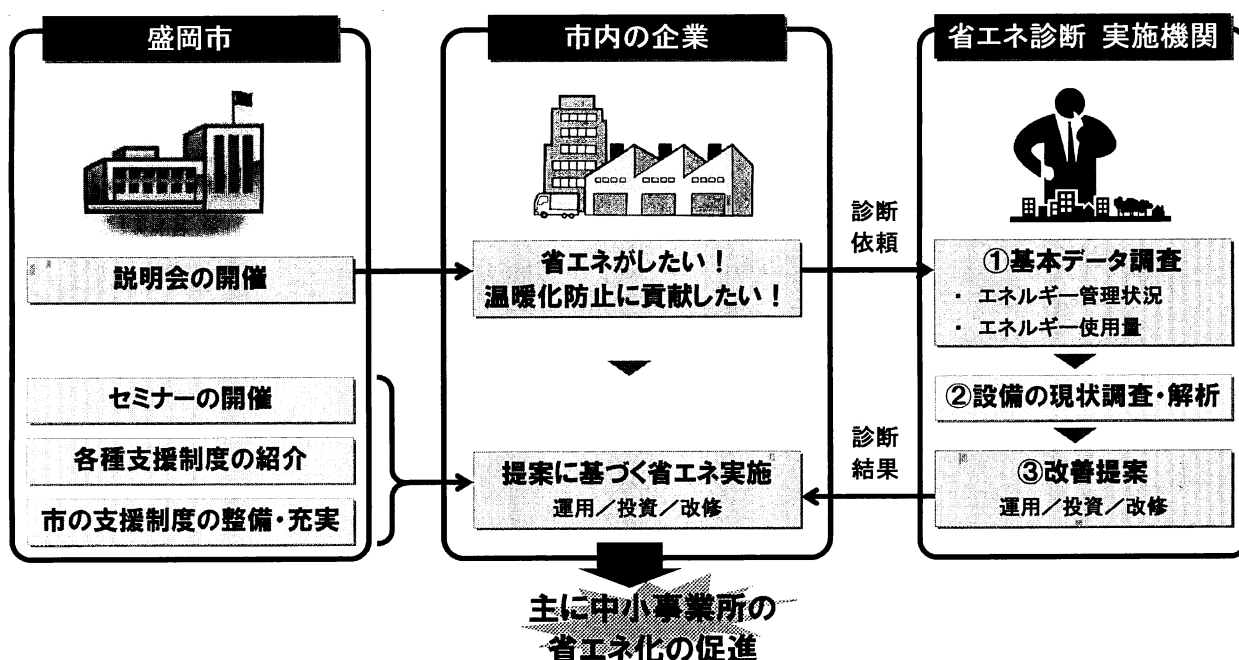 盛岡市
説明会の開催
セミナーの開催
各種支援制度の紹介
市の支援制度の整備・充実
市内の企業
省エネがしたい！
温暖化防止に貢献したい！
提案に基づく省エネ実施
運用／投資／改修
診断
依頼
診断
結果
省エネ診断 実施機関
①基本データ調査
・ エネルギー管理状況
・ エネルギー使用量
②設備の現状調査・解析
③改善提案
運用／投資／改修
主に中小事業所の
省エネ化の促進